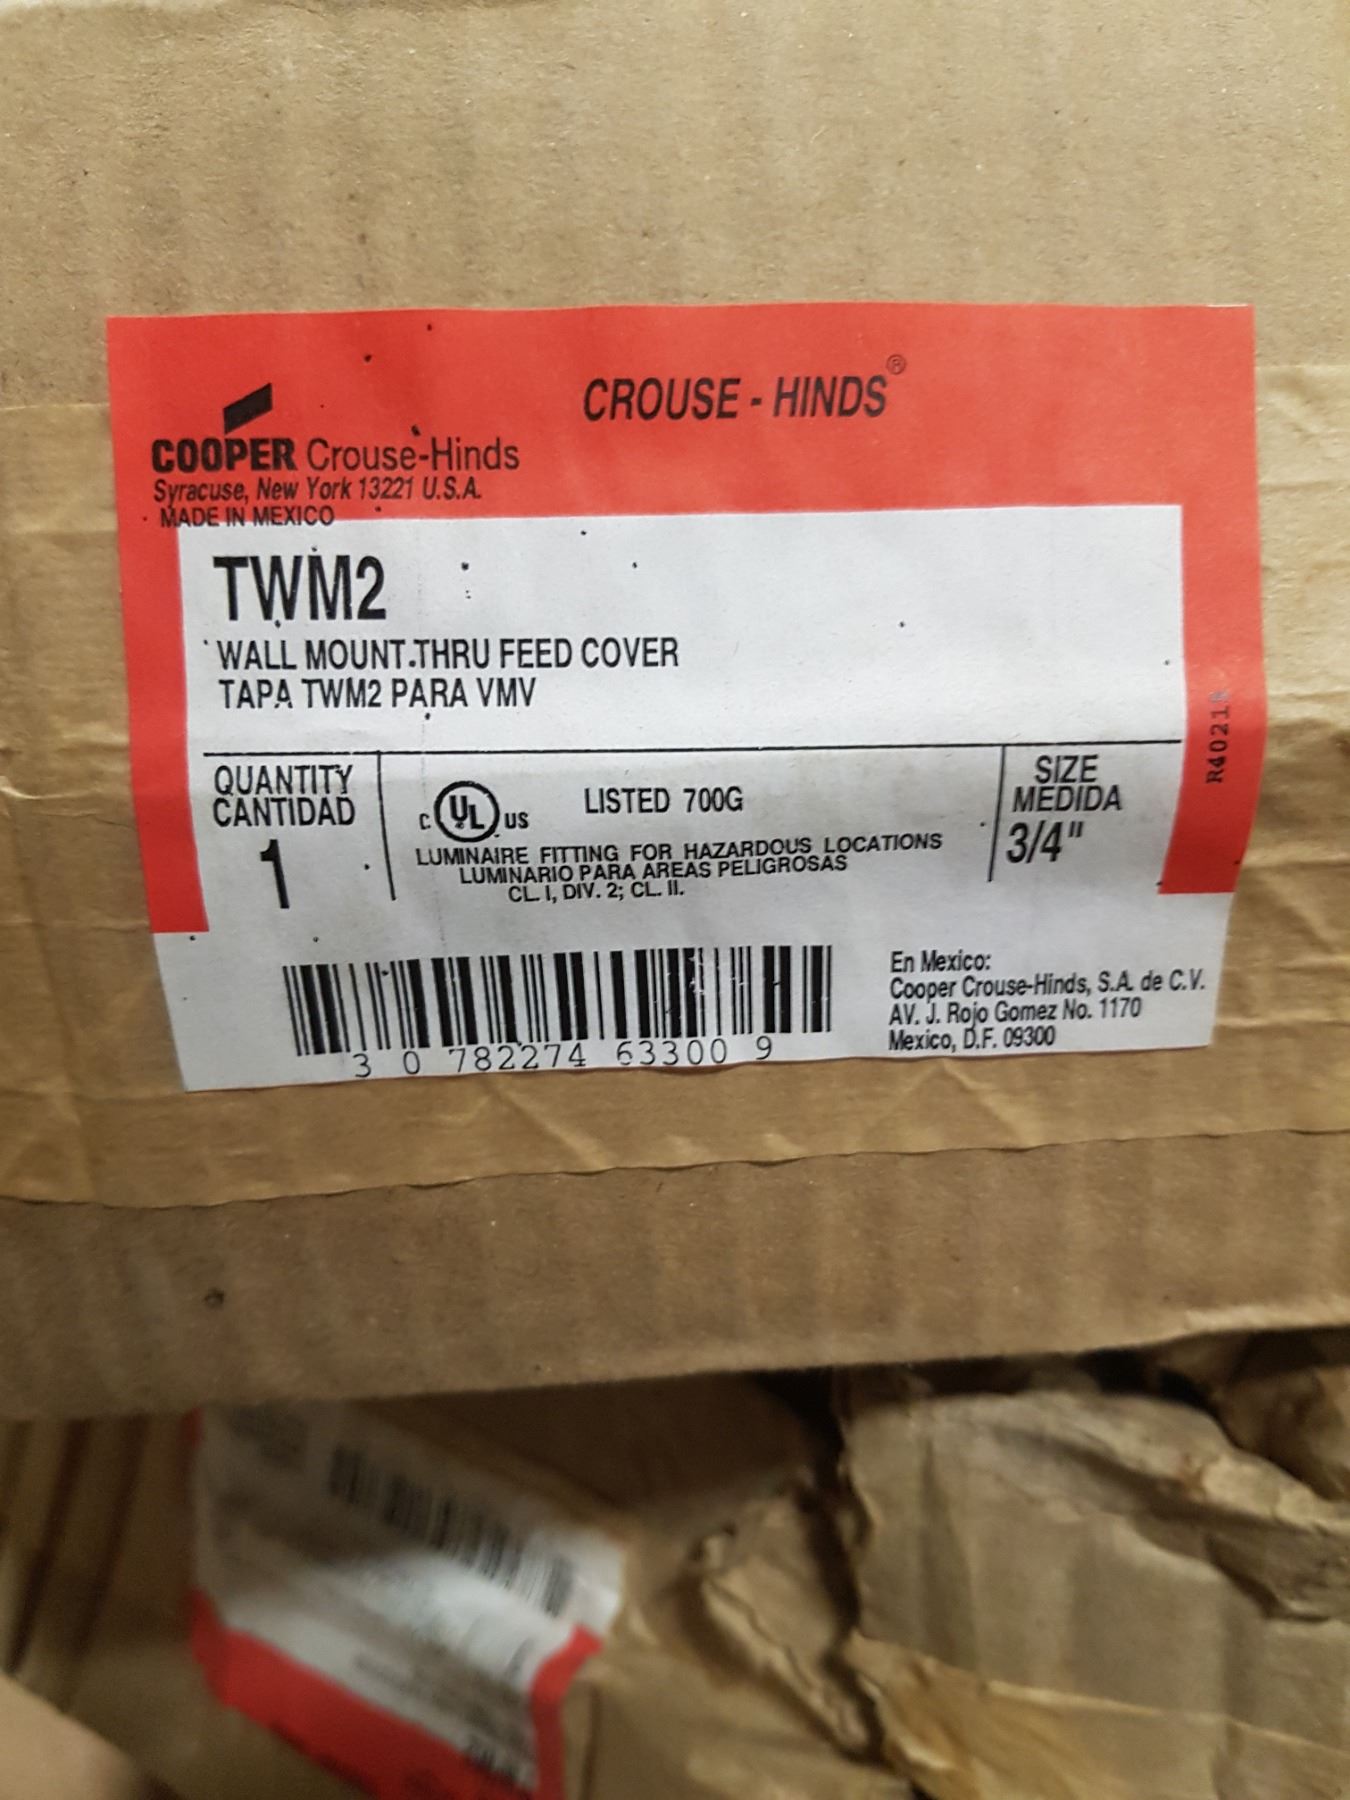 CROUSE - HINDS®
COOPER Crouse-Hinds
Syracuse, New York 13221 U.S.A.
MADE IN MEXICO
TWM2
WALL MOUNT THRU FEED COVER
TAPA TWM2 PARA VMV
QUANTITY
CANTIDAD
1
C UL US
LISTED 700G
LUMINAIRE FITTING FOR HAZARDOUS LOCATIONS
LUMINARIO PARA AREAS PELIGROSAS
CL. I, DIV. 2; CL. II.
SIZE
MEDIDA
3/4"
3 0 782274 63300 9
En Mexico:
Cooper Crouse-Hinds, S.A. de C.V.
AV. J. Rojo Gomez No. 1170
Mexico, D.F. 09300